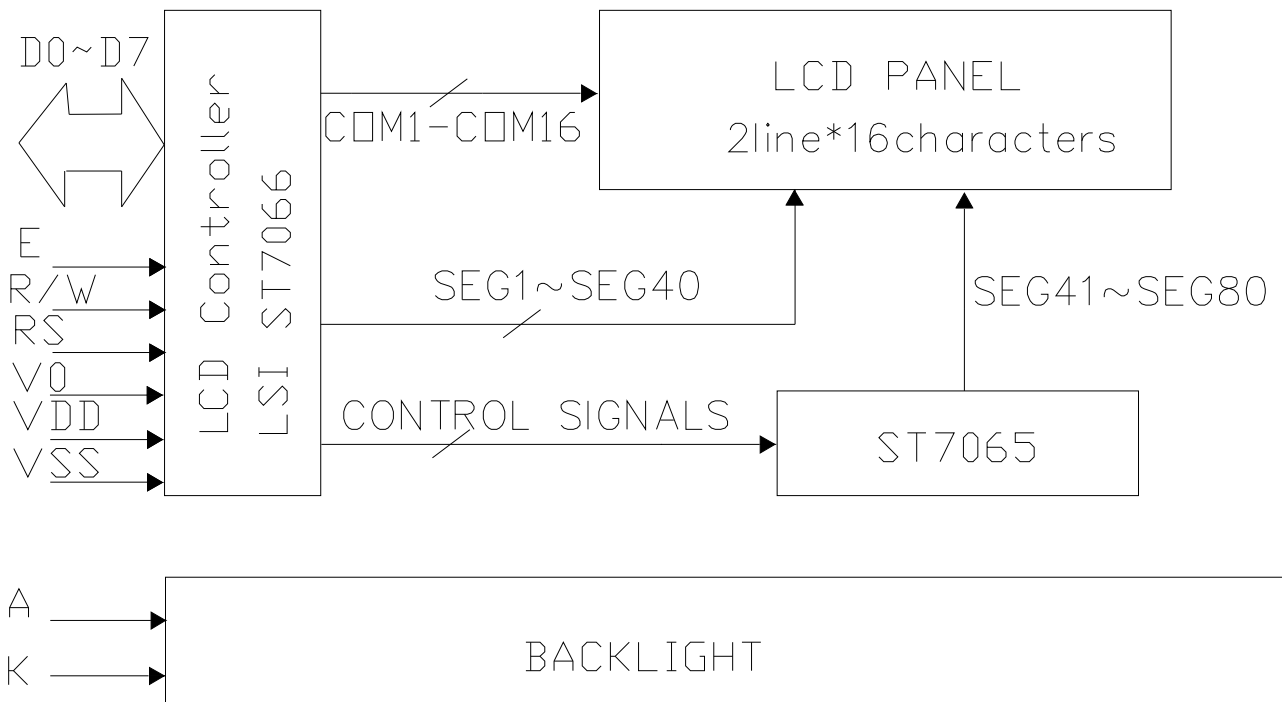 D0~D7
LCD Controller
LSI ST7066
LCD PANEL
2line*16characters
COM1-COM16
E
R/W
RS
V0
VDD
VSS
SEG1~SEG40
SEG41~SEG80
CONTROL SIGNALS
ST7065
A
K
BACKLIGHT